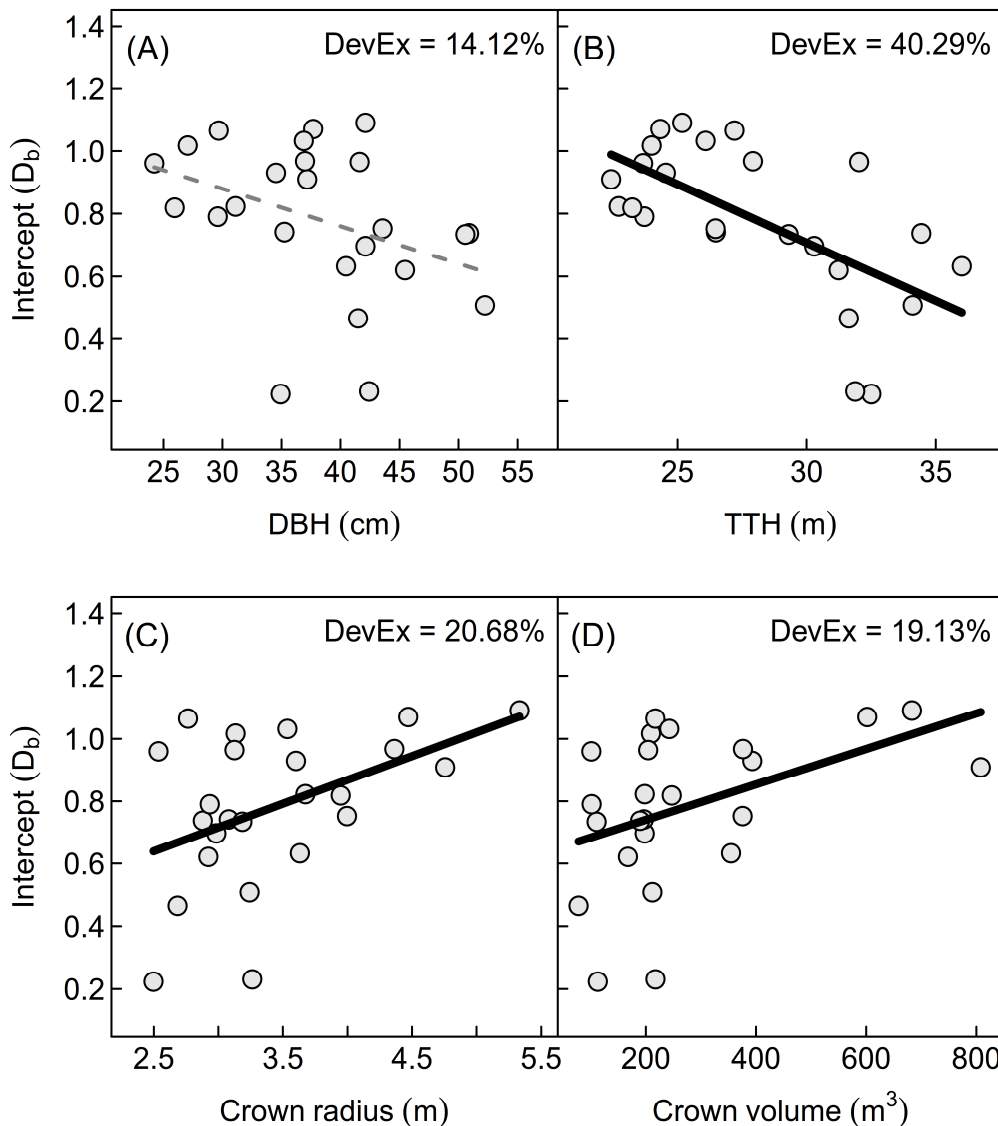 (A) DevEx = 14.12%
(B) DevEx = 40.29%
Intercept (Db)
1.4
1.2
1.0
0.8
0.6
0.4
0.2
25 30 35 40 45 50 55
DBH (cm)
25 30 35
TTH (m)
(C) DevEx = 20.68%
(D) DevEx = 19.13%
Intercept (Db)
1.4
1.2
1.0
0.8
0.6
0.4
0.2
2.5 3.5 4.5 5.5
Crown radius (m)
200 400 600 800
Crown volume (m³)